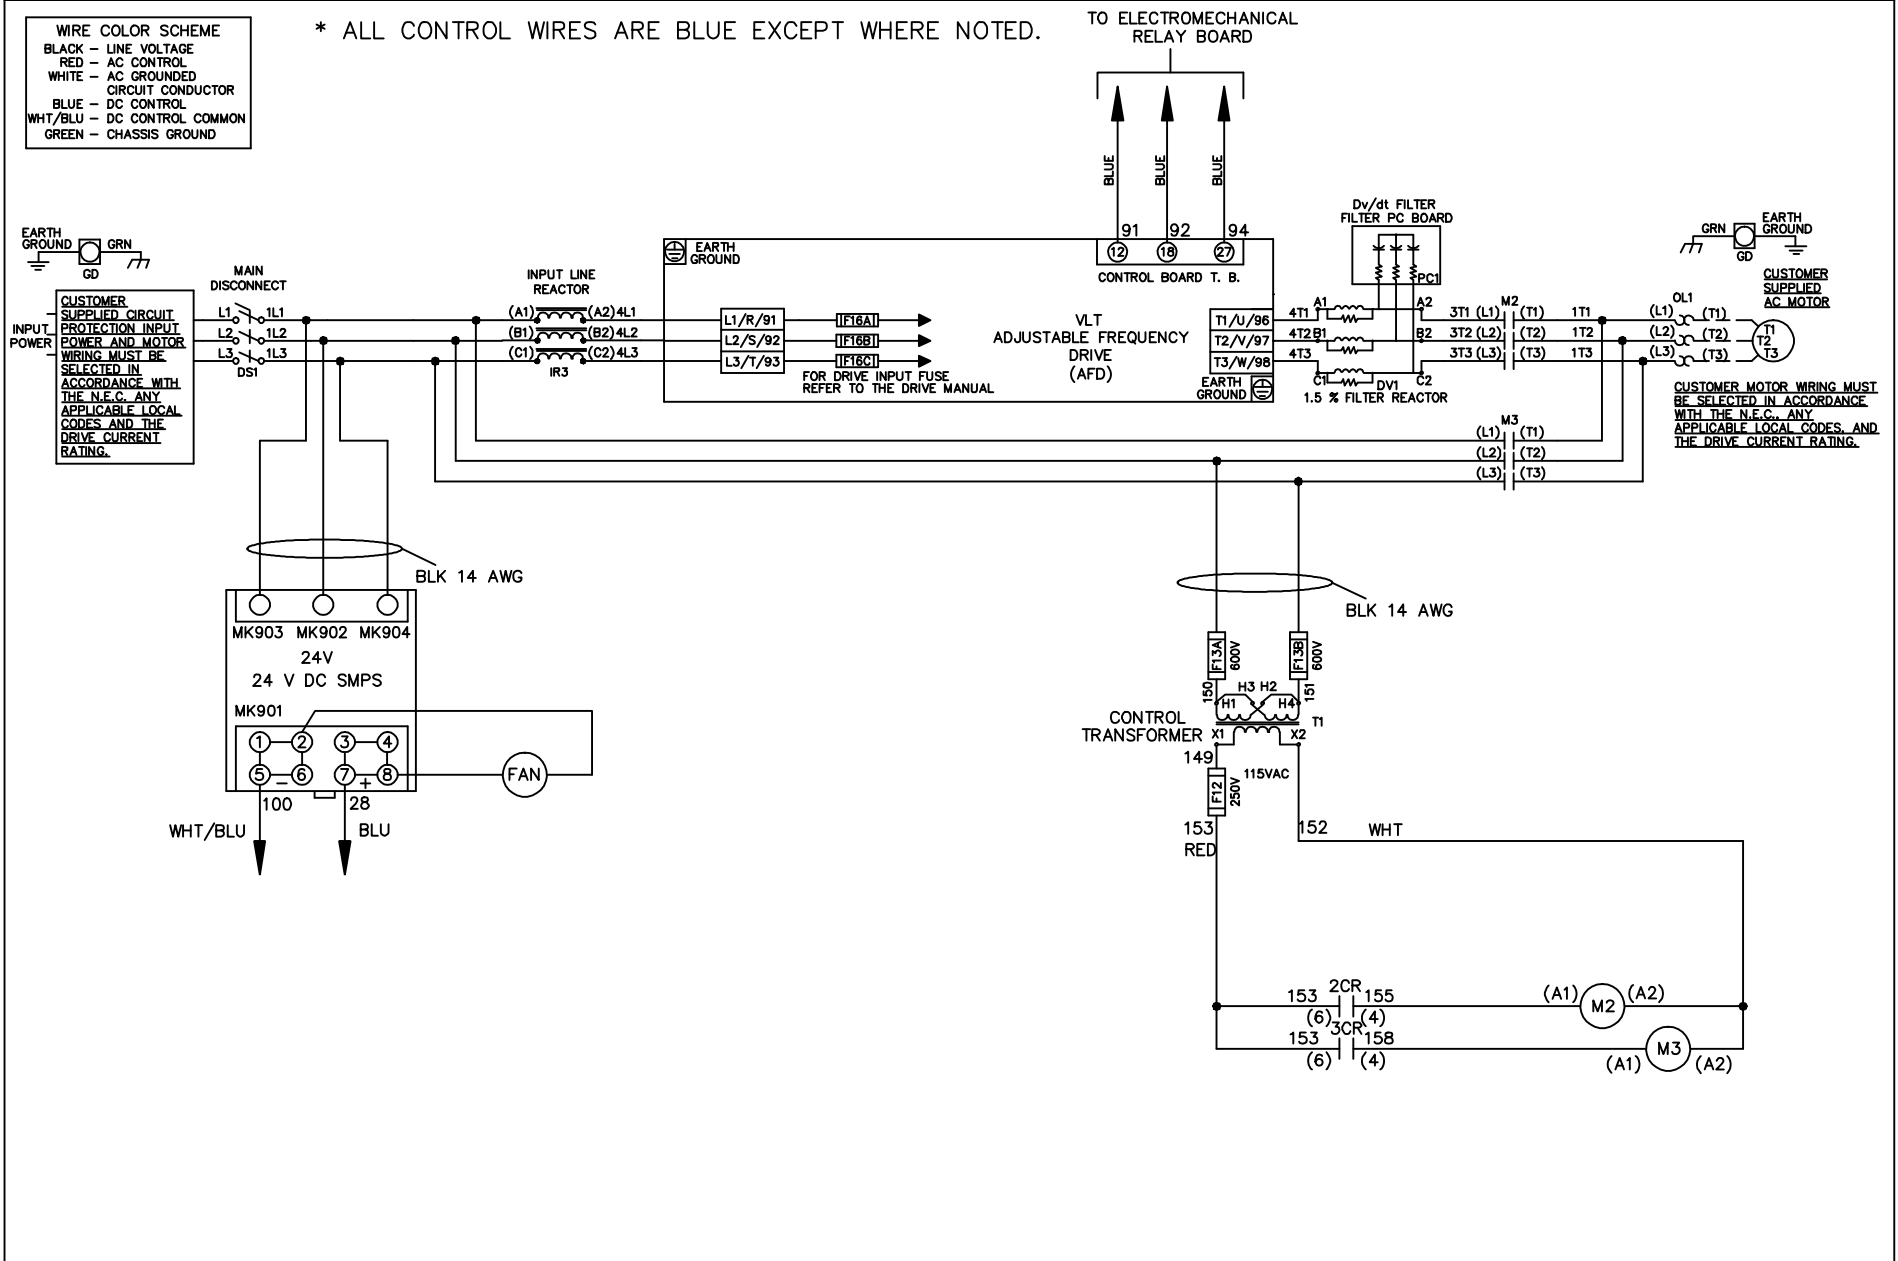 WIRE COLOR SCHEME
BLACK – LINE VOLTAGE
RED – AC CONTROL
WHITE – AC GROUNDED
CIRCUIT CONDUCTOR
BLUE – DC CONTROL
WHT/BLU – DC CONTROL COMMON
GREEN – CHASSIS GROUND
* ALL CONTROL WIRES ARE BLUE EXCEPT WHERE NOTED.
TO ELECTROMECHANICAL
RELAY BOARD
BLUE
BLUE
BLUE
91 92 94
12 18 27
CONTROL BOARD T. B.
EARTH
GROUND
GRN
GD
INPUT
POWER
CUSTOMER
SUPPLIED CIRCUIT
PROTECTION INPUT
POWER AND MOTOR
WIRING MUST BE
SELECTED IN
ACCORDANCE WITH
THE N.E.C. ANY
APPLICABLE LOCAL
CODES AND THE
DRIVE CURRENT
RATING.
MAIN
DISCONNECT
L1 1L1
L2 1L2
L3 1L3
DS1
INPUT LINE
REACTOR
(A1) (A2) 4L1
(B1) (B2) 4L2
(C1) (C2) 4L3
IR3
EARTH
GROUND
L1/R/91
L2/S/92
L3/T/93
IF16A
IF16B
IF16C
FOR DRIVE INPUT FUSE
REFER TO THE DRIVE MANUAL
VLT
ADJUSTABLE FREQUENCY
DRIVE
(AFD)
T1/U/96
T2/V/97
T3/W/98
EARTH
GROUND
4T1
4T2
4T3
Dv/dt FILTER
FILTER PC BOARD
PC1
A1 A2
B1 B2
C1 C2
DV1
1.5 % FILTER REACTOR
M2
3T1 (L1) (T1) 1T1
3T2 (L2) (T2) 1T2
3T3 (L3) (T3) 1T3
M3
(L1) (T1)
(L2) (T2)
(L3) (T3)
OL1
(L1) (T1)
(L2) (T2)
(L3) (T3)
T1
T2
T3
GRN
EARTH
GROUND
GD
CUSTOMER
SUPPLIED
AC MOTOR
CUSTOMER MOTOR WIRING MUST
BE SELECTED IN ACCORDANCE
WITH THE N.E.C., ANY
APPLICABLE LOCAL CODES, AND
THE DRIVE CURRENT RATING.
BLK 14 AWG
MK903 MK902 MK904
24V
24 V DC SMPS
MK901
1 2 3 4
5 – 6 7 + 8
FAN
100 28
WHT/BLU BLU
BLK 14 AWG
F13A
600V
F13B
600V
150
151
H3 H2
H1 H4
T1
CONTROL
TRANSFORMER
X1 X2
149
115VAC
F12
250V
153
RED
152 WHT
2CR
153 155
(6) (4)
(A1) M2 (A2)
3CR
153 158
(6) (4)
(A1) M3 (A2)